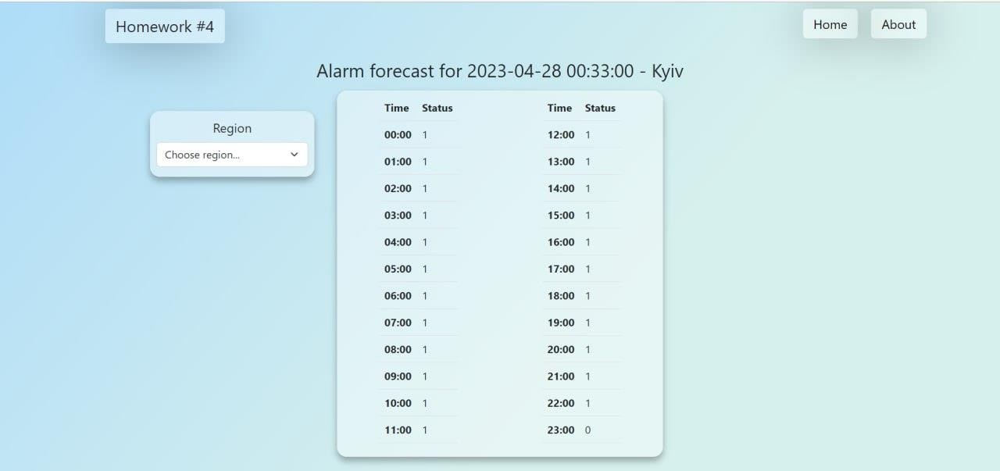 Homework #4 Home About
Alarm forecast for 2023-04-28 00:33:00 - Kyiv
Region
Choose region...
Time Status Time Status
00:00 1 12:00 1
01:00 1 13:00 1
02:00 1 14:00 1
03:00 1 15:00 1
04:00 1 16:00 1
05:00 1 17:00 1
06:00 1 18:00 1
07:00 1 19:00 1
08:00 1 20:00 1
09:00 1 21:00 1
10:00 1 22:00 1
11:00 1 23:00 0